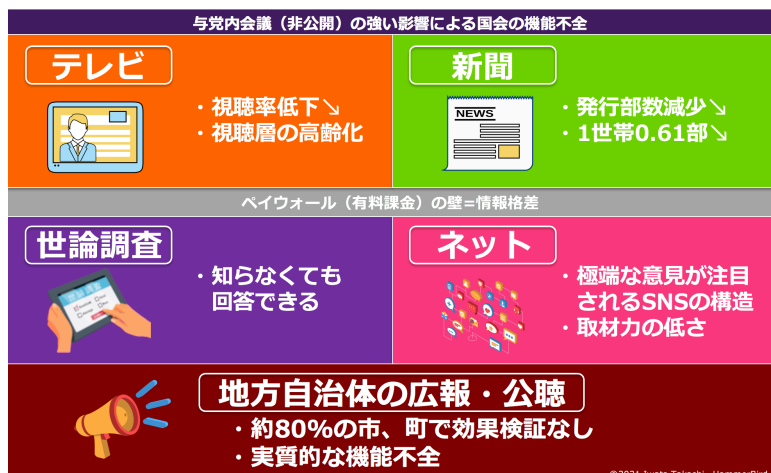 与党内会議（非公開）の強い影響による国会の機能不全
テレビ
・視聴率低下↘
・視聴層の高齢化
新聞
NEWS
・発行部数減少↘
・1世帯0.61部↘
ペイウォール（有料課金）の壁=情報格差
世論調査
・知らなくても
回答できる
ネット
・極端な意見が注目
されるSNSの構造
・取材力の低さ
地方自治体の広報・公聴
・約80%の市、町で効果検証なし
・実質的な機能不全